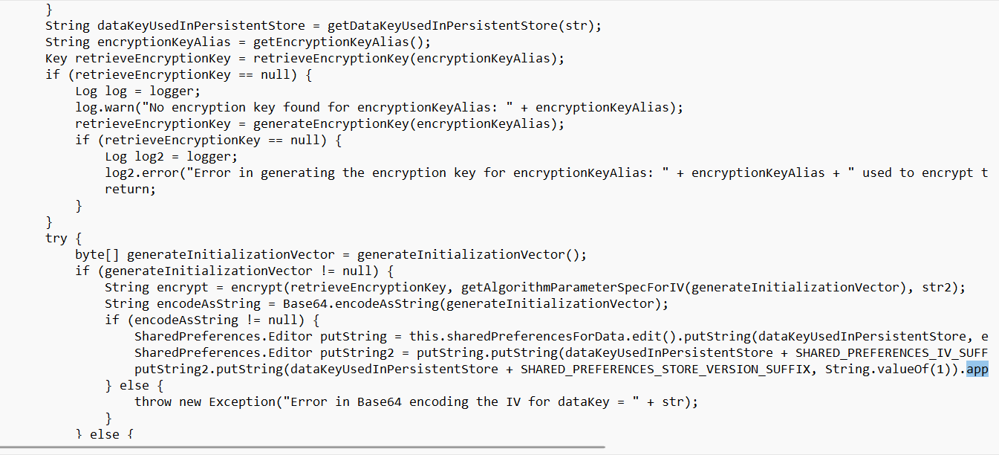 }
String dataKeyUsedInPersistentStore = getDataKeyUsedInPersistentStore(str);
String encryptionKeyAlias = getEncryptionKeyAlias();
Key retrieveEncryptionKey = retrieveEncryptionKey(encryptionKeyAlias);
if (retrieveEncryptionKey == null) {
    Log log = logger;
    log.warn("No encryption key found for encryptionKeyAlias: " + encryptionKeyAlias);
    retrieveEncryptionKey = generateEncryptionKey(encryptionKeyAlias);
    if (retrieveEncryptionKey == null) {
        Log log2 = logger;
        log2.error("Error in generating the encryption key for encryptionKeyAlias: " + encryptionKeyAlias + " used to encrypt t
        return;
    }
}
try {
    byte[] generateInitializationVector = generateInitializationVector();
    if (generateInitializationVector != null) {
        String encrypt = encrypt(retrieveEncryptionKey, getAlgorithmParameterSpecForIV(generateInitializationVector), str2);
        String encodeAsString = Base64.encodeAsString(generateInitializationVector);
        if (encodeAsString != null) {
            SharedPreferences.Editor putString = this.sharedPreferencesForData.edit().putString(dataKeyUsedInPersistentStore, e
            SharedPreferences.Editor putString2 = putString.putString(dataKeyUsedInPersistentStore + SHARED_PREFERENCES_IV_SUFF
            putString2.putString(dataKeyUsedInPersistentStore + SHARED_PREFERENCES_STORE_VERSION_SUFFIX, String.valueOf(1)).app
        } else {
            throw new Exception("Error in Base64 encoding the IV for dataKey = " + str);
        }
    } else {